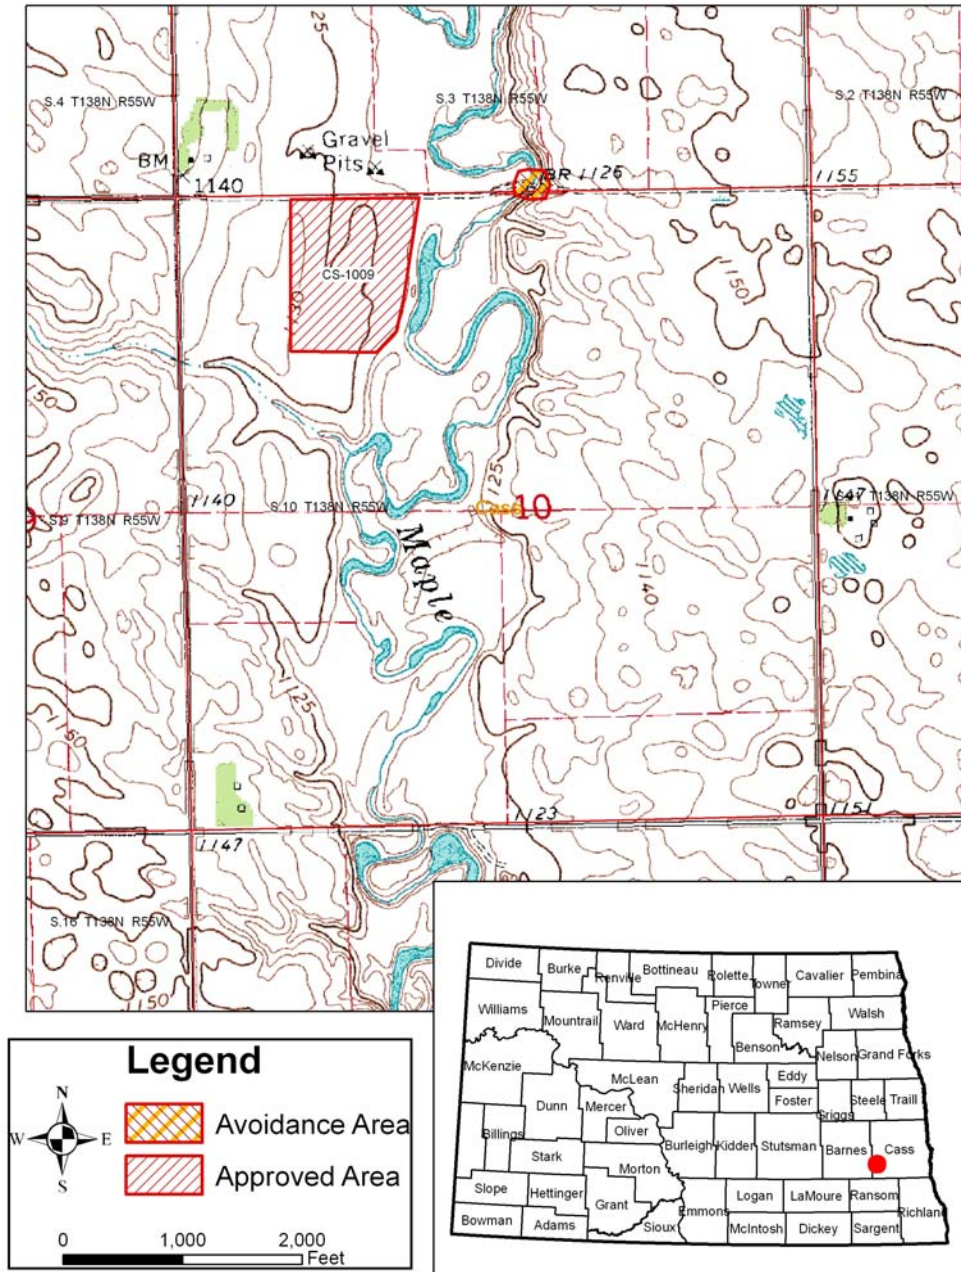 25
S.4 T138N R55W
S.3 T138N R55W
S.2 T138N R55W
Gravel
Pits
BM
1140
BR 1126
1155
CS-1009
1130
1150
150
125
1140
S.10 T138N R55W
Cass
10
1147
S.9 T138N R55W
Maple
1140
1125
1150
1123
1151
1147
S.16 T138N R55W
1150
Legend
N
W E
S
Avoidance Area
Approved Area
0 1,000 2,000
Feet
Divide Burke Renville Bottineau Rolette Towner Cavalier Pembina
Williams Mountrail Ward McHenry Pierce Ramsey Walsh
Benson Nelson Grand Forks
McKenzie McLean Sheridan Wells Eddy Foster Griggs Steele Traill
Dunn Mercer
Oliver
Billings Burleigh Kidder Stutsman Barnes Cass
Stark Morton
Slope Hettinger Grant Emmons Logan LaMoure Ransom Richland
Bowman Adams Sioux McIntosh Dickey Sargent